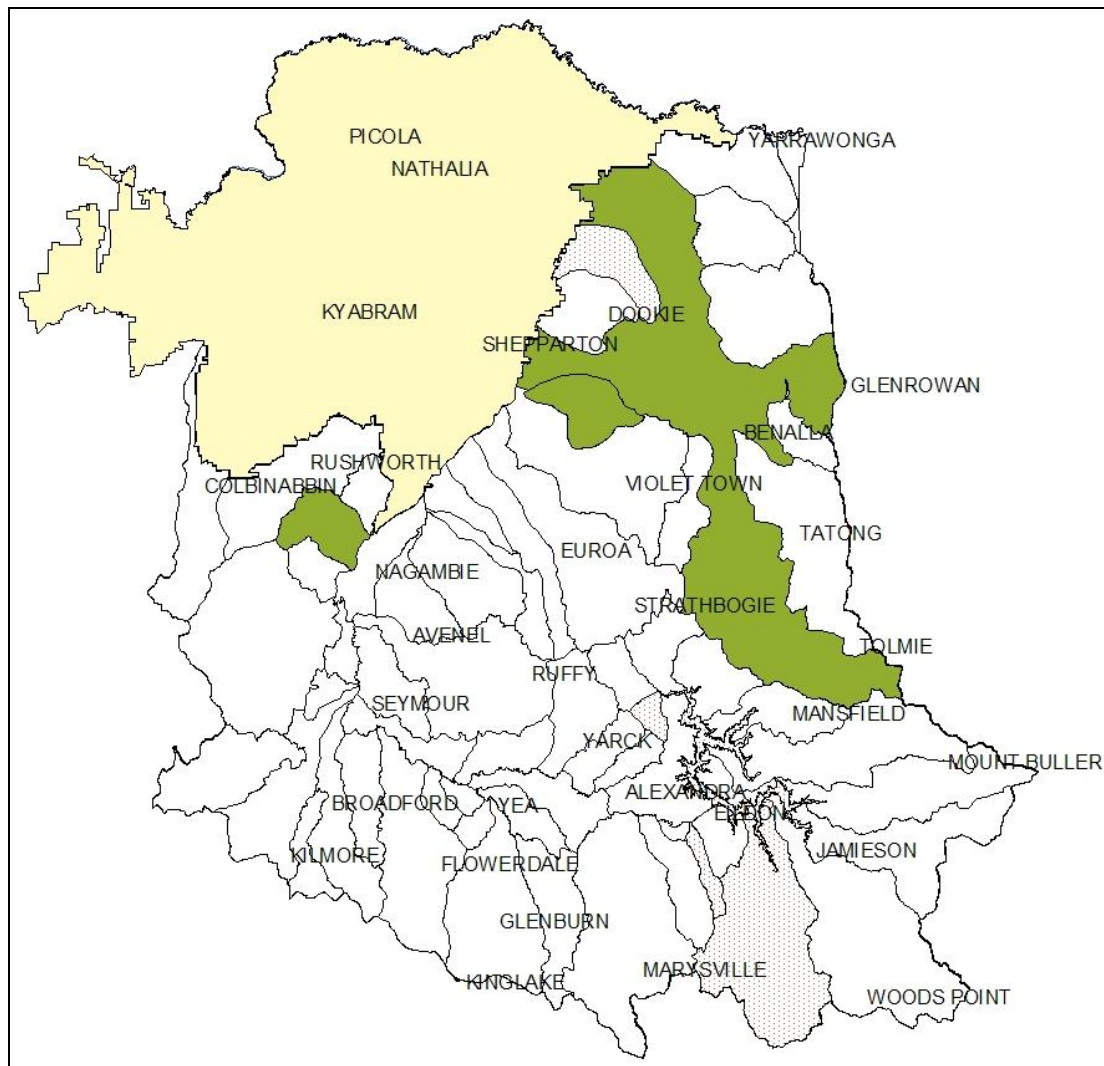 PICOLA
YARRAWONGA
NATHALIA
KYABRAM
DOOKIE
SHEPPARTON
GLENROWAN
BENALLA
RUSHWORTH
COLBINABBIN
VIOLET TOWN
TATONG
EUROA
NAGAMBIE
STRATHBOGIE
AVENEL
TOLMIE
RUFFY
SEYMOUR
MANSFIELD
YARCK
MOUNT BULLER
ALEXANDRA
BROADFORD
YEA
EILDON
JAMIESON
KILMORE
FLOWERDALE
GLENBURN
MARYSVILLE
KINGLAKE
WOODS POINT